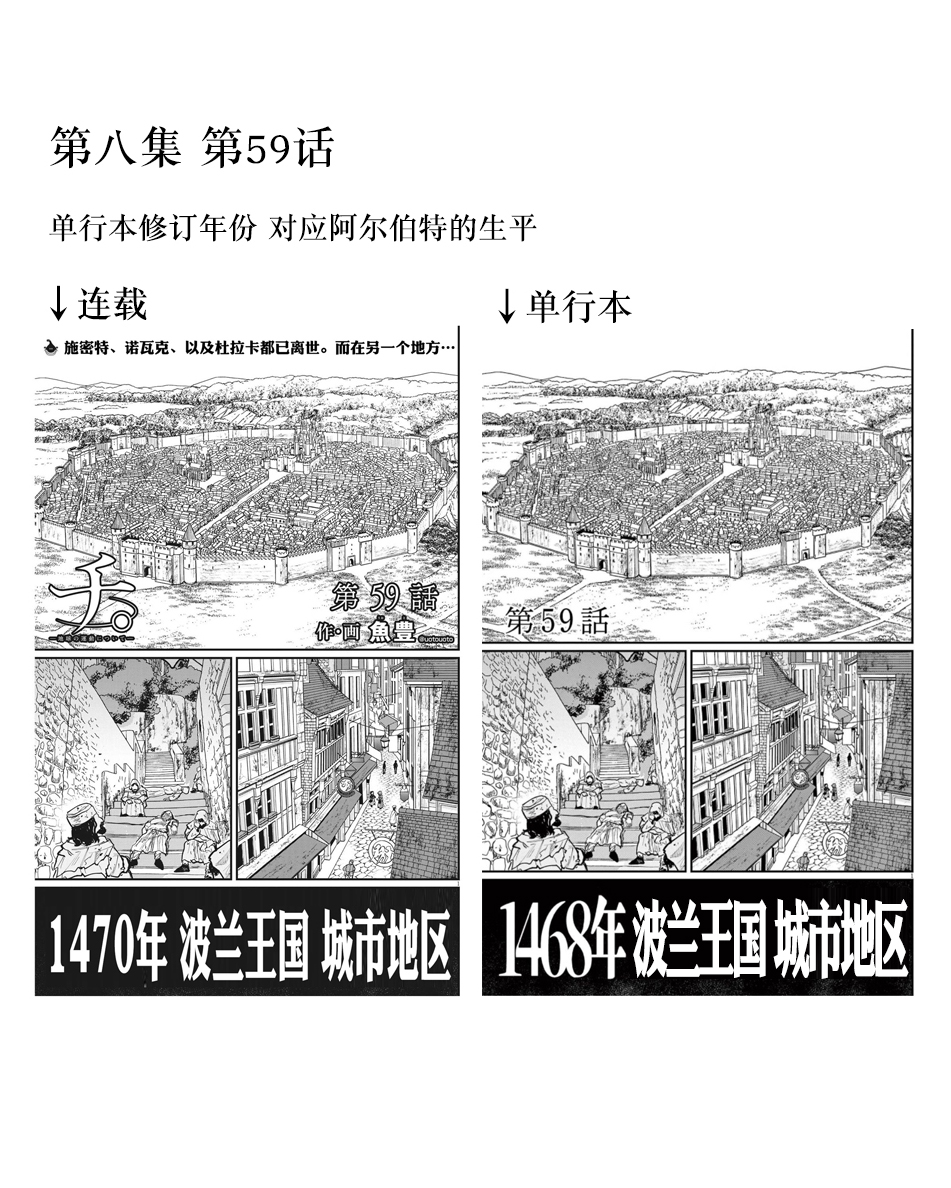 第八集 第59话
单行本修订年份 对应阿尔伯特的生平
↓连载
施密特、诺瓦克、以及杜拉卡都已离世。而在另一个地方…
チ。
―地球の運動について―
第 59 話
作・画 魚豊 @uotouoto
1470年 波兰王国 城市地区
↓单行本
第59話
1468年 波兰王国 城市地区